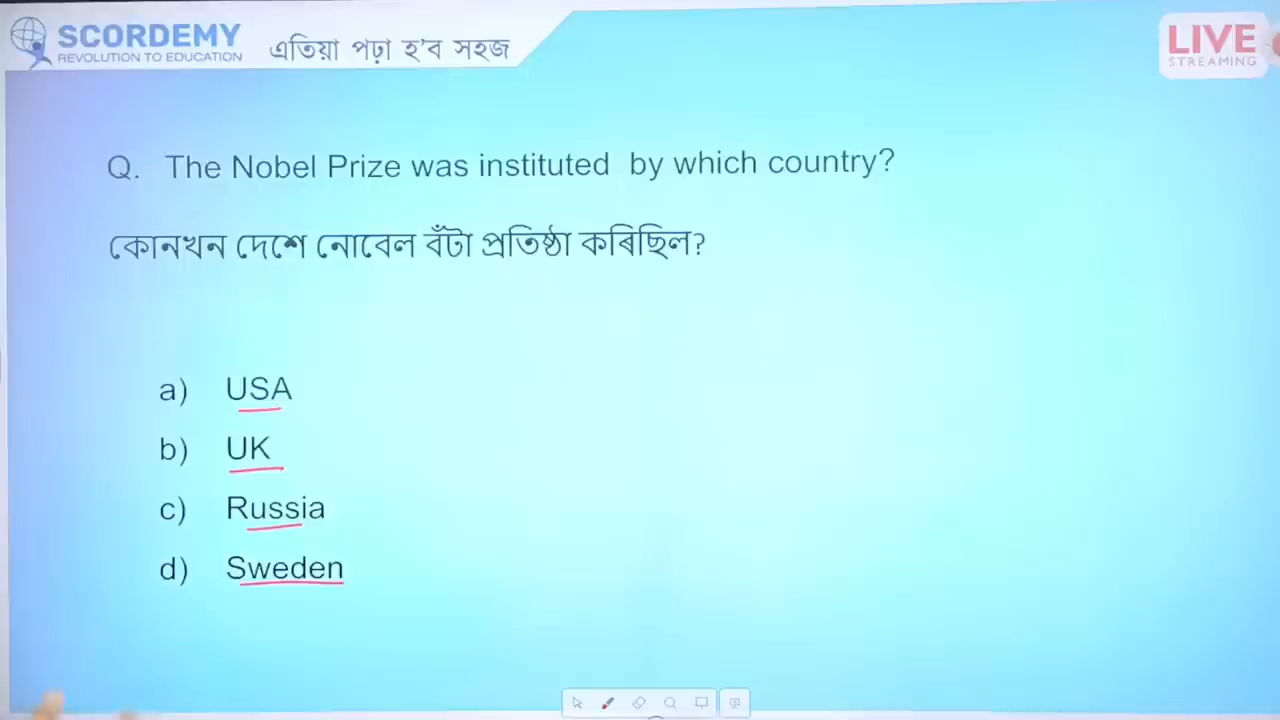 SCORDEMY
REVOLUTION TO EDUCATION
এতিয়া পঢ়া হ'ব সহজ
LIVE
STREAMING
Q. The Nobel Prize was instituted by which country?
কোনখন দেশে নোবেল বঁটা প্ৰতিষ্ঠা কৰিছিল?
a) USA
b) UK
c) Russia
d) Sweden